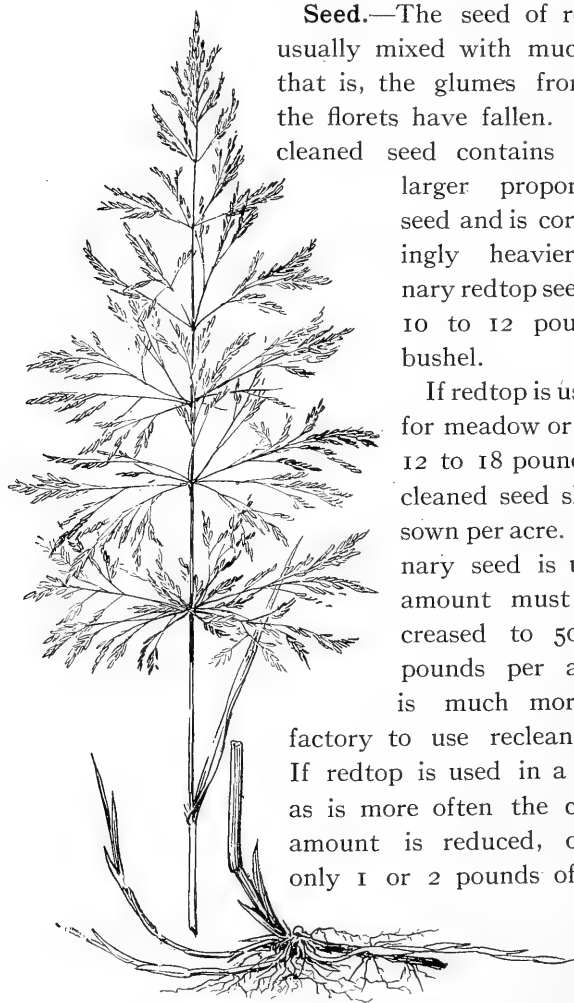 Seed.—The seed of r
usually mixed with muc
that is, the glumes fror
the florets have fallen.
cleaned seed contains
larger propor
seed and is cor
ingly heavier
nary redtop see
10 to 12 pou
bushel.
If redtop is us
for meadow or
12 to 18 pound
cleaned seed s
sown per acre.
nary seed is u
amount must
creased to 50
pounds per a
is much mor
factory to use reclean
If redtop is used in a
as is more often the c
amount is reduced, o
only 1 or 2 pounds of